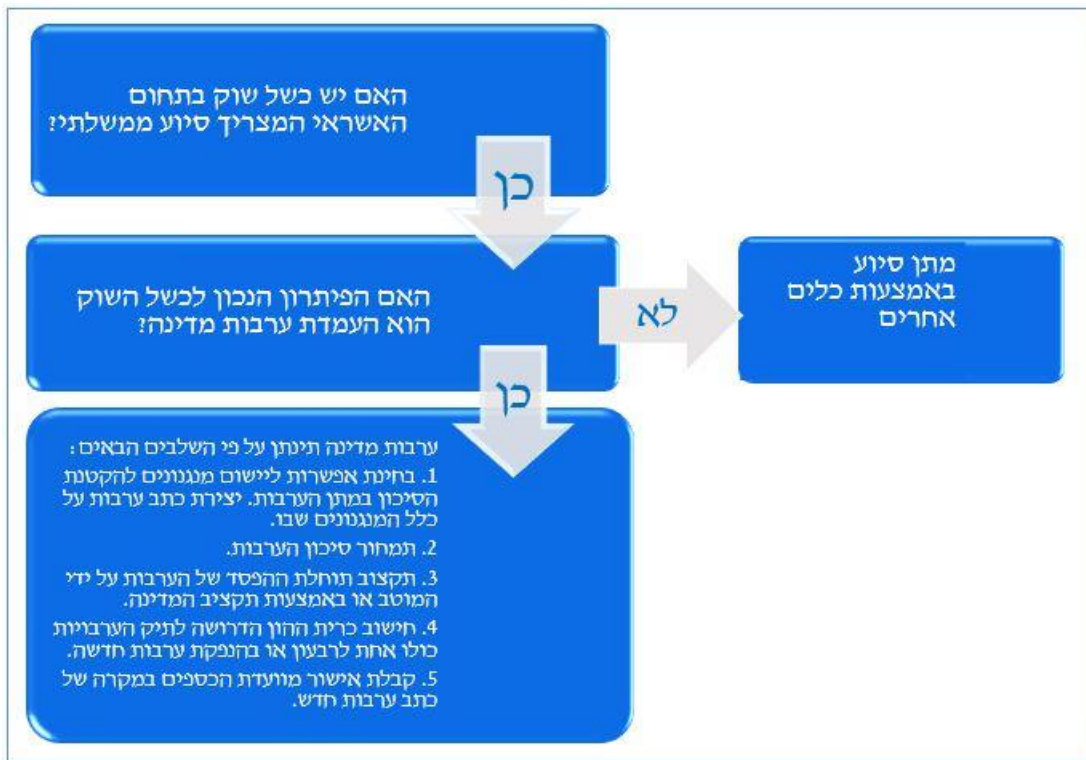 האם יש כשל שוק בתחום
האשראי המצריך סיוע ממשלתי?
כן
האם הפיתרון הנכון לכשל השוק
הוא העמדת ערבות מדינה?
לא
מתן סיוע
באמצעות כלים
אחרים
כן
ערבות מדינה תינתן על פי השלבים הבאים:
1. בחינת אפשרות ליישום מנגנונים להקטנת
הסיכון במתן הערבות. יצירת כתב ערבות על
כלל המנגנונים שבו.
2. תמחור סיכון הערבות.
3. תקצוב תוחלת ההפסד של הערבות על ידי
המוטב או באמצעות תקציב המדינה.
4. חישוב כרית ההון הדרושה לתיק הערבויות
כולו אחת לרבעון או בהנפקת ערבות חדשה.
5. קבלת אישור מוועדת הכספים במקרה של
כתב ערבות חדש.